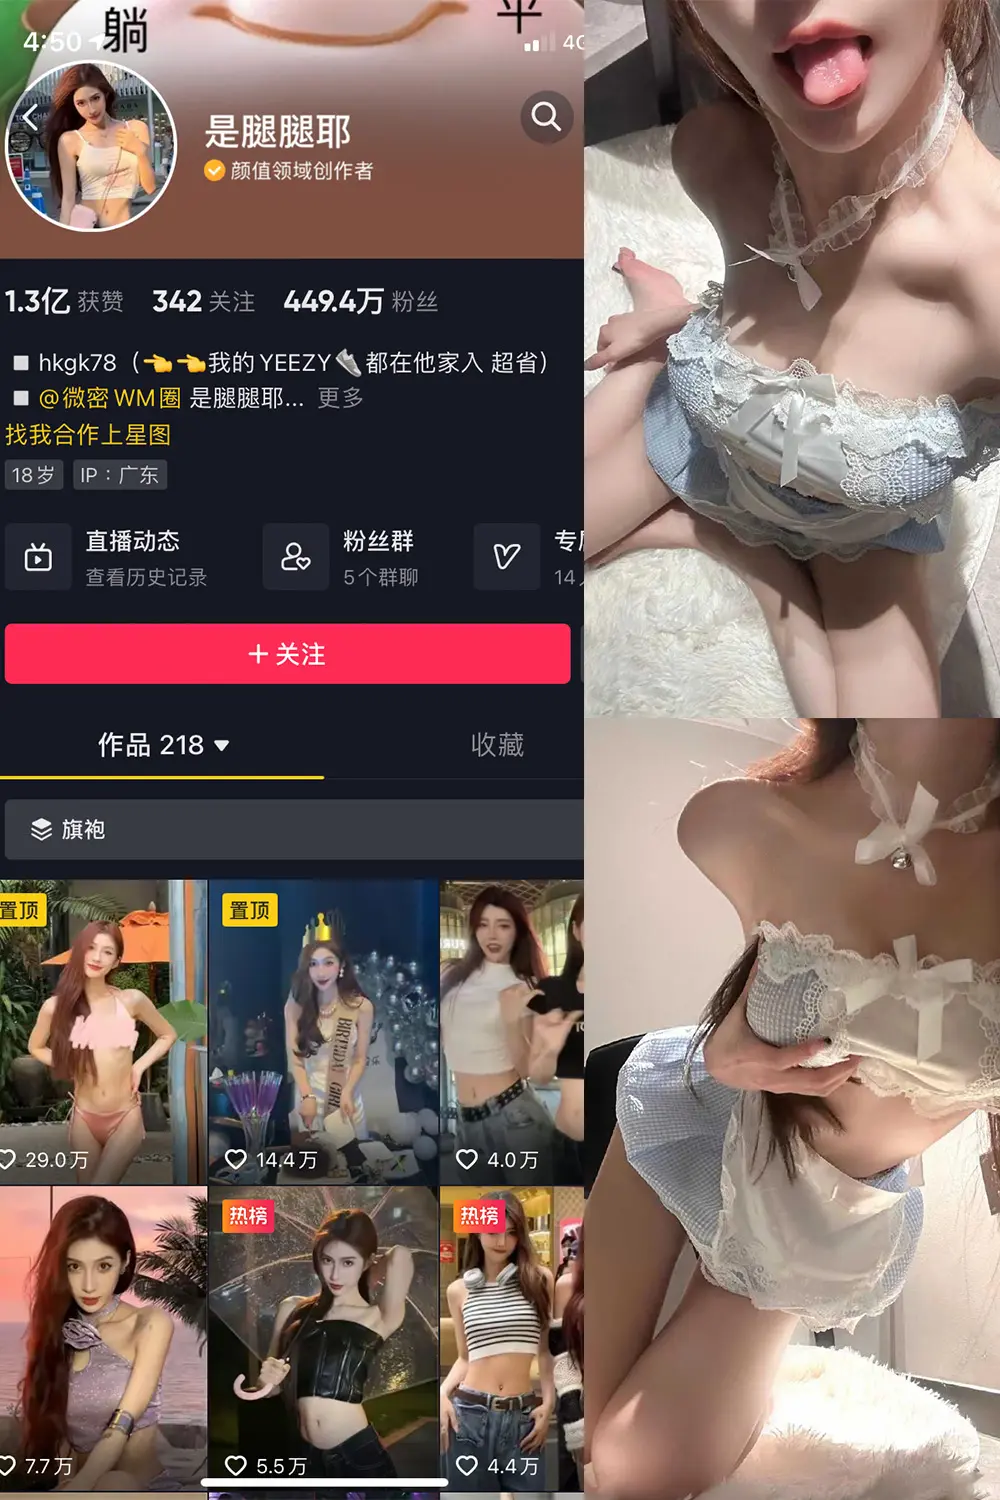 躺 平
4:50
4G
是腿腿耶
颜值领域创作者
1.3亿 获赞 342 关注 449.4万 粉丝
hkgk78（👈👈我的 YEEZY👟都在他家入 超省）
@微密 WM 圈 是腿腿耶... 更多
找我合作上星图
18岁 IP：广东
直播动态
查看历史记录
粉丝群
5个群聊
14
+ 关注
作品 218 收藏
旗袍
置顶
29.0万
置顶
BIRTHDAY GIRL
14.4万
4.0万
7.7万
热榜
5.5万
热榜
4.4万